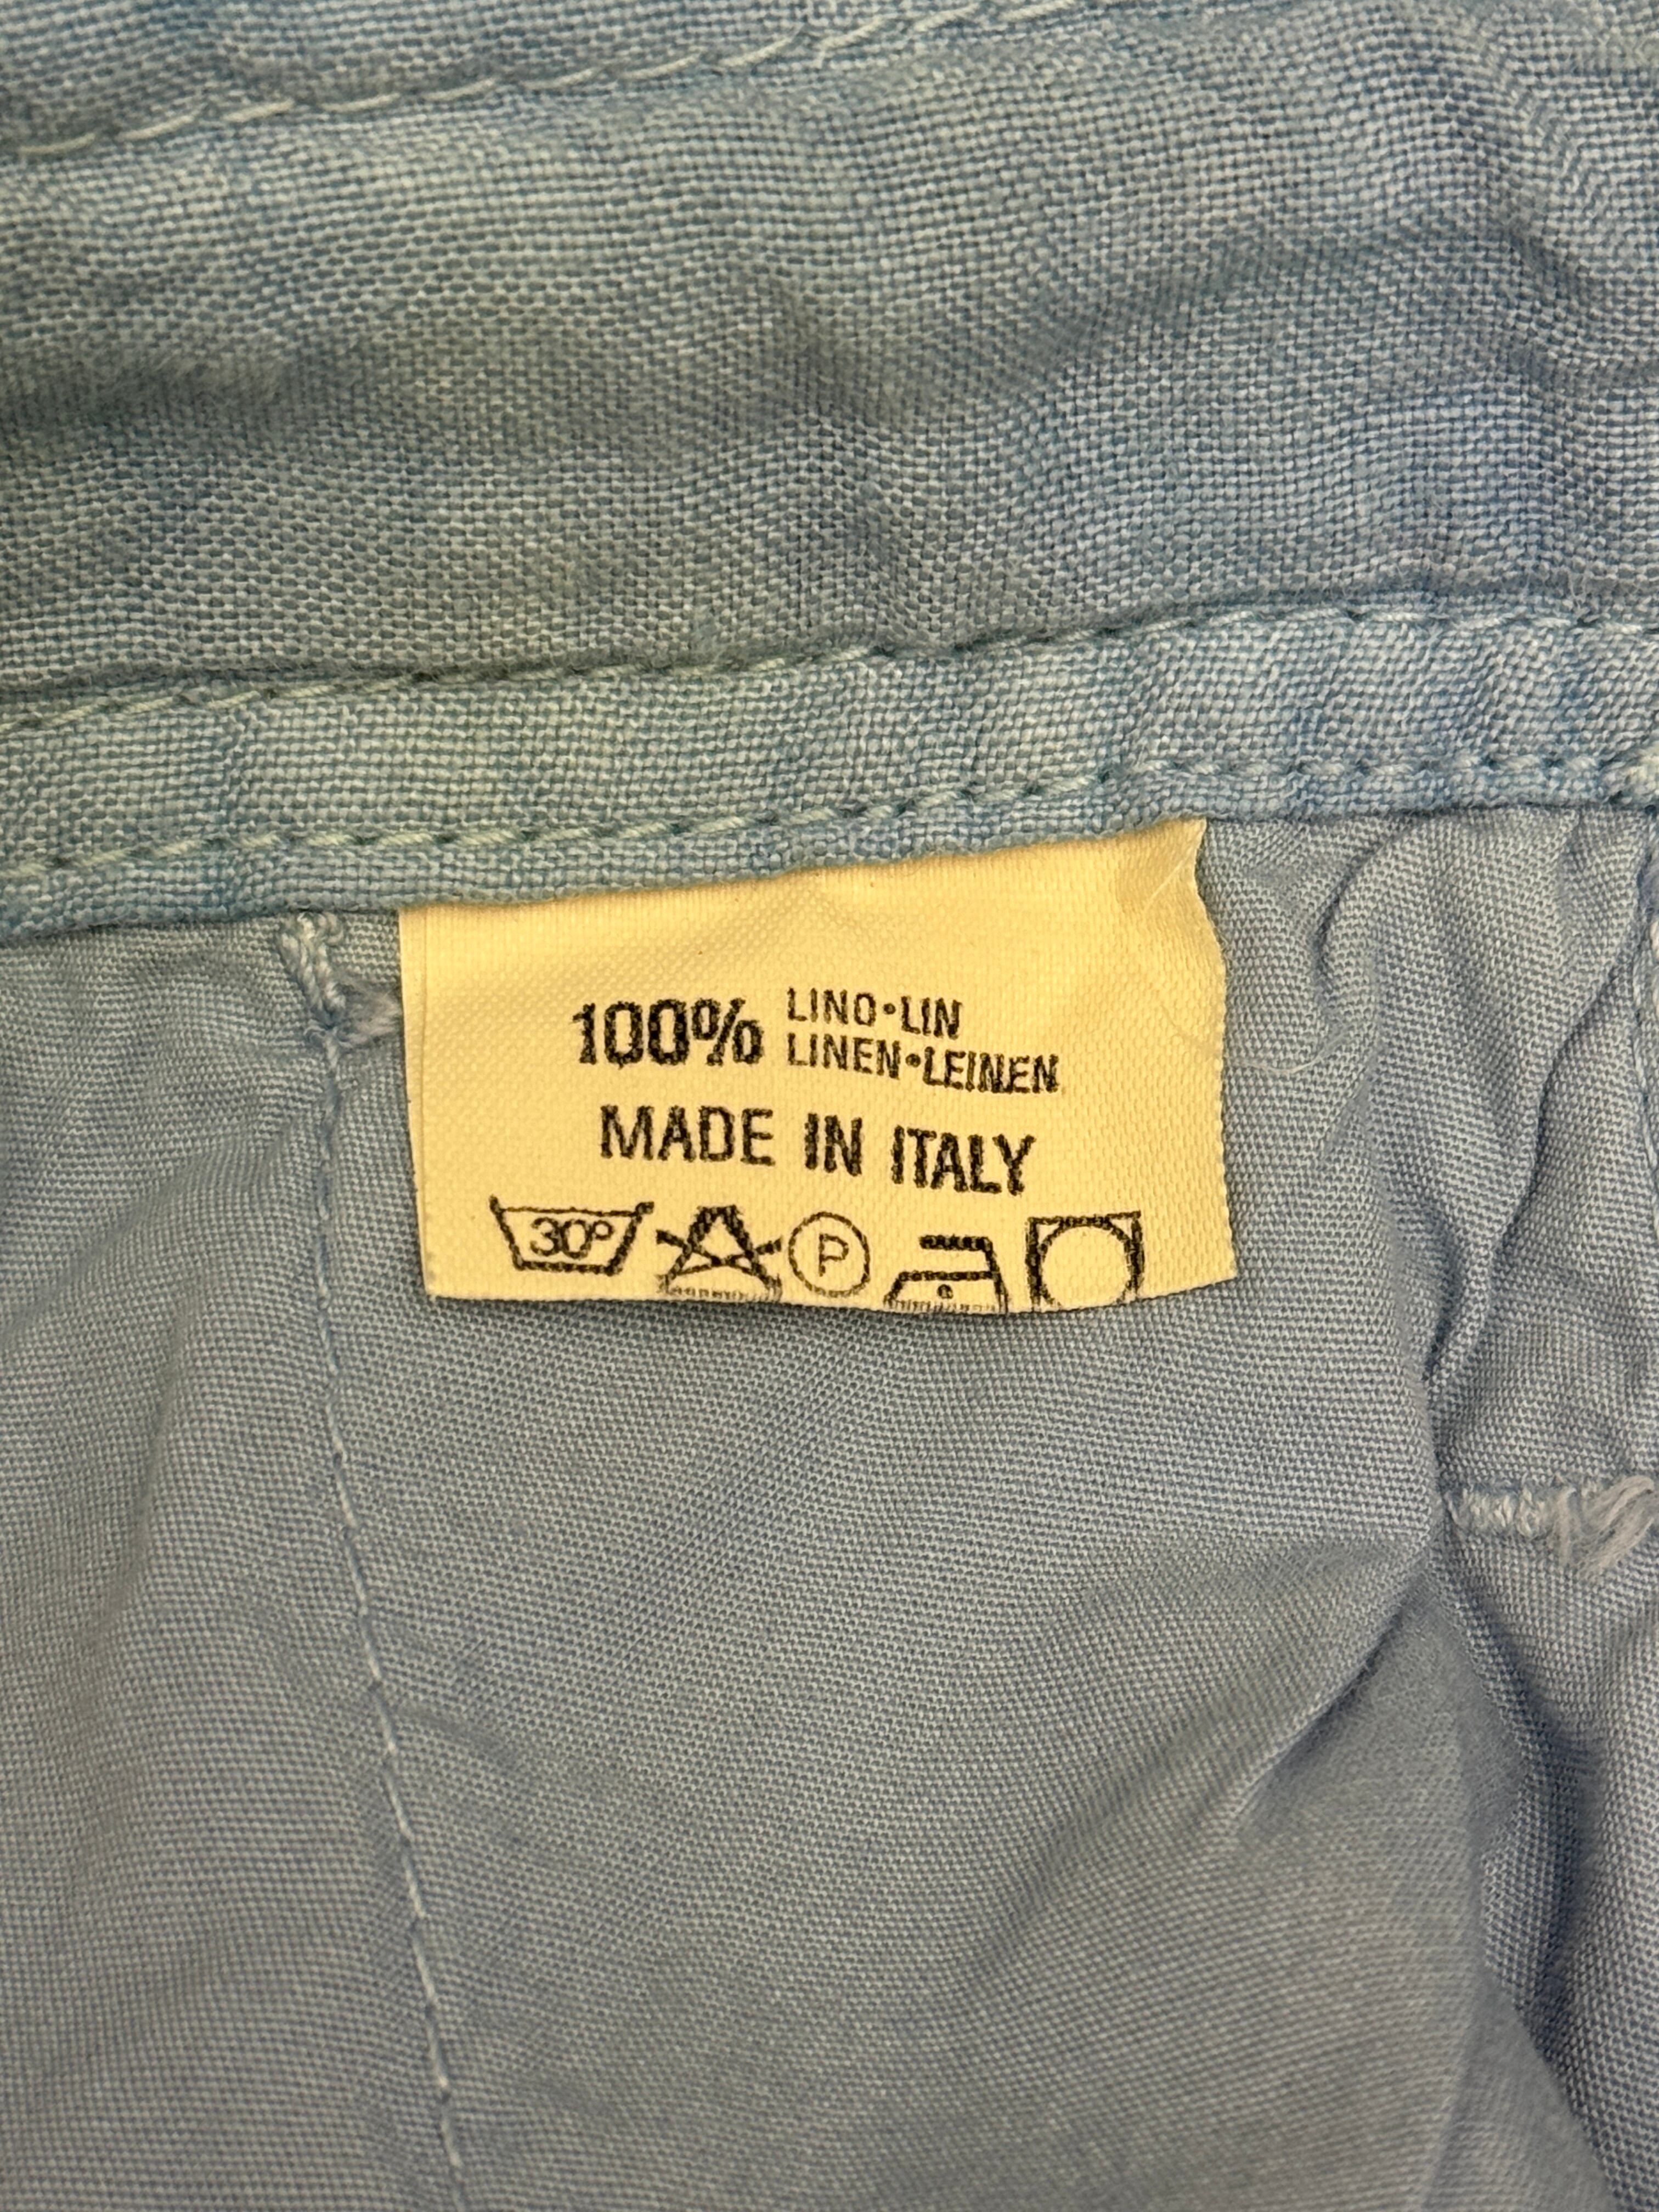 100% LINO•LIN
LINEN•LEINEN
MADE IN ITALY
30° P